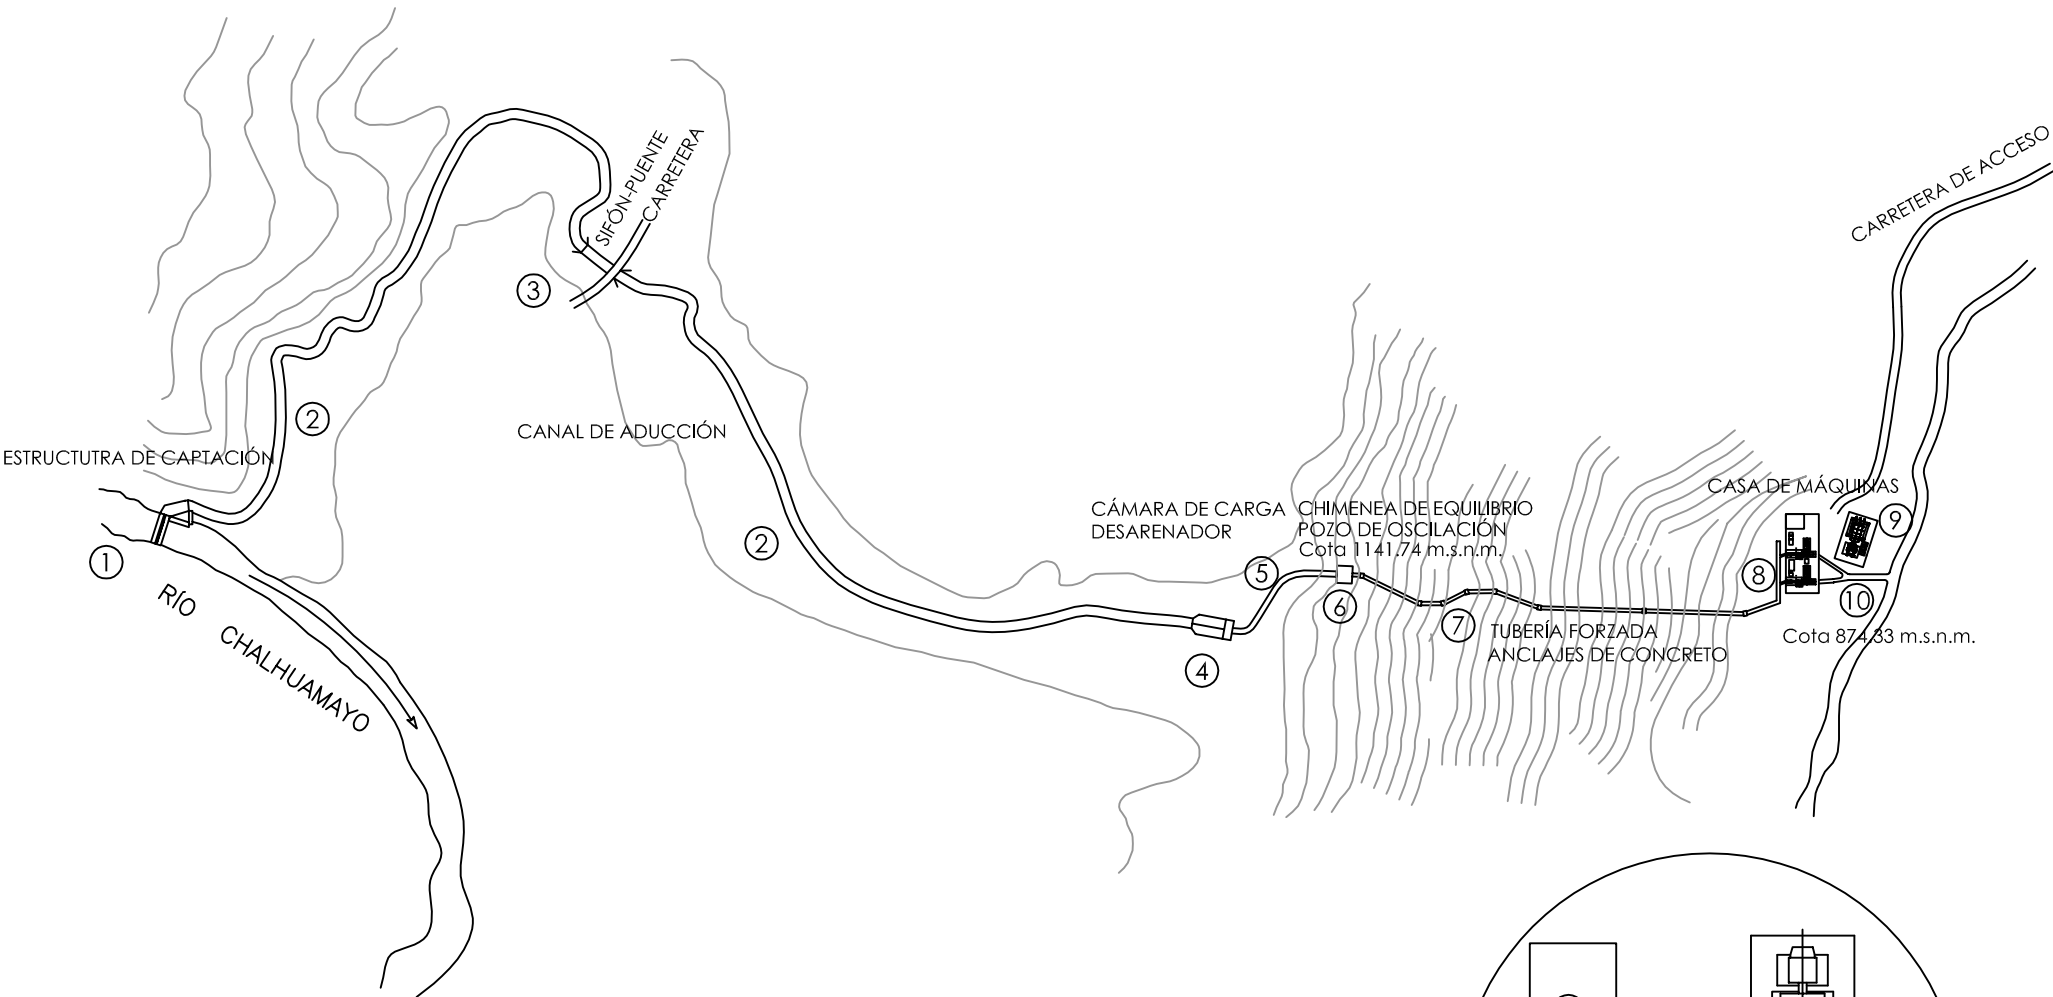 SIFÓN-PUENTE
CARRETERA
CARRETERA DE ACCESO
3
2
CANAL DE ADUCCIÓN
ESTRUCTUTRA DE CAPTACIÓN
CASA DE MÁQUINAS
CÁMARA DE CARGA
DESARENADOR
CHIMENEA DE EQUILIBRIO
POZO DE OSCILACIÓN
Cota 1141.74 m.s.n.m.
9
2
1
5
8
6
10
RÍO CHALHUAMAYO
7
TUBERÍA FORZADA
ANCLAJES DE CONCRETO
Cota 874.33 m.s.n.m.
4